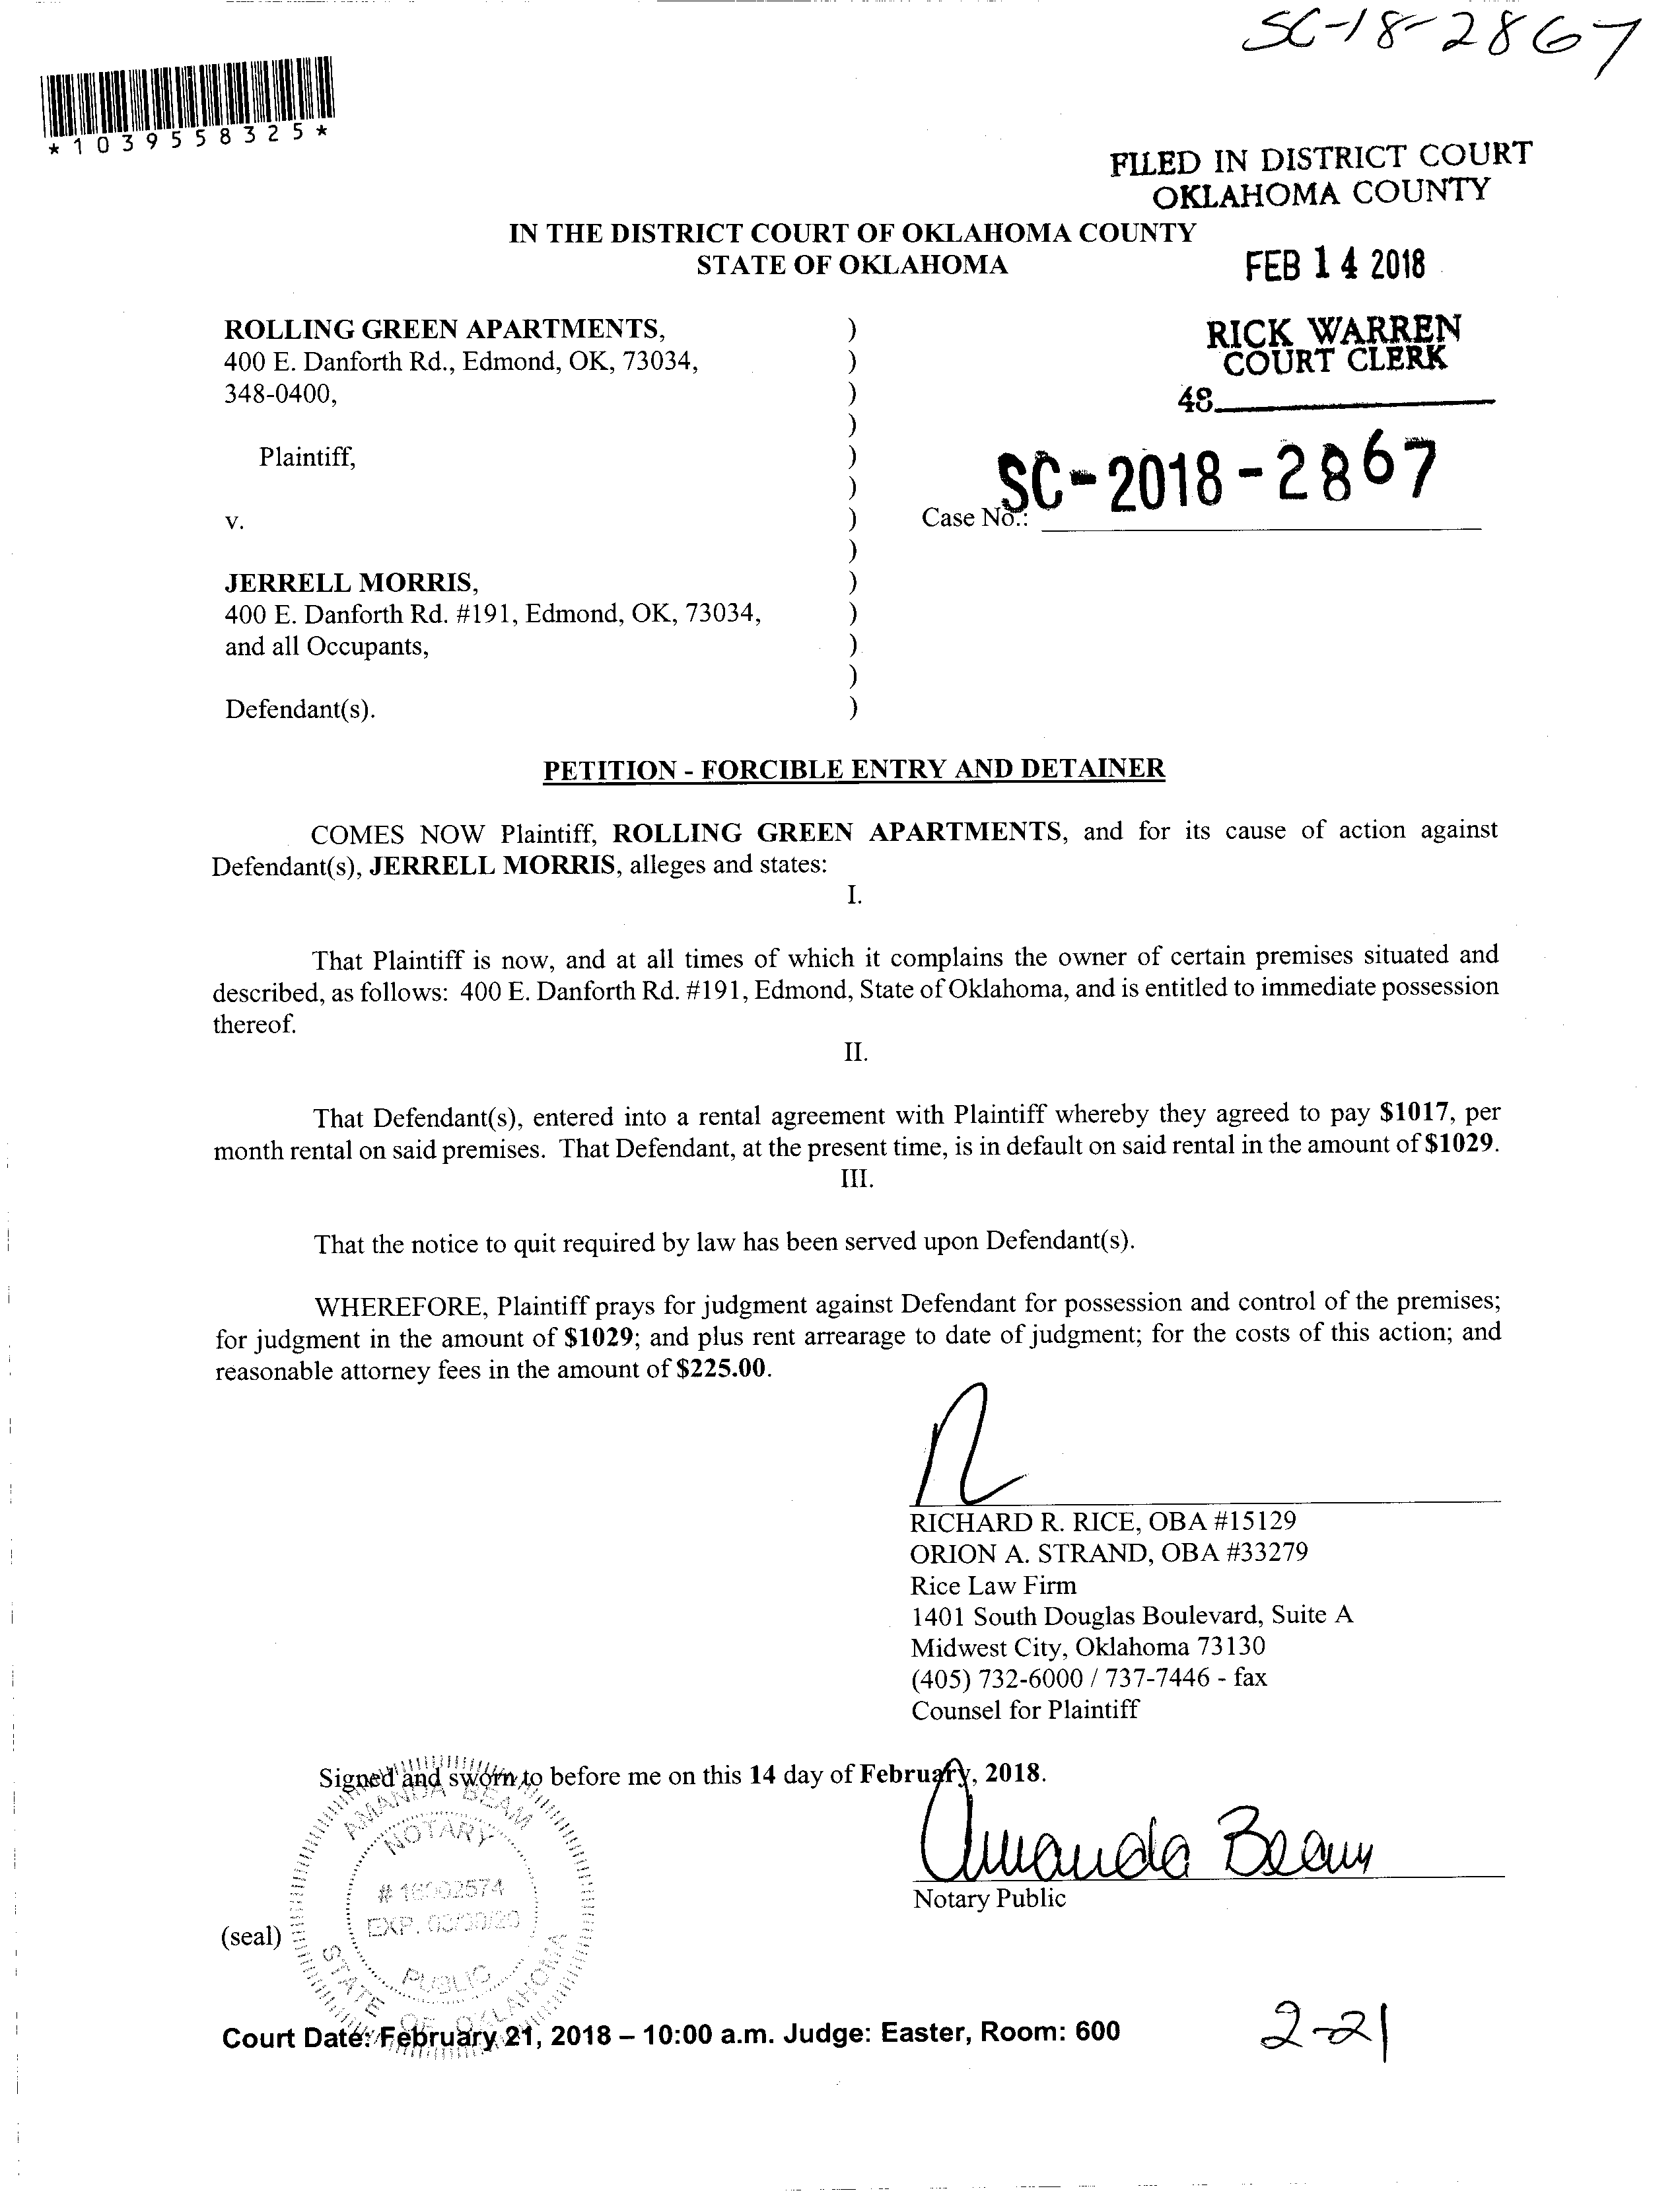 SC-18-2867
*1039558325*
FILED IN DISTRICT COURT
OKLAHOMA COUNTY
IN THE DISTRICT COURT OF OKLAHOMA COUNTY
STATE OF OKLAHOMA
FEB 14 2018
ROLLING GREEN APARTMENTS, )
400 E. Danforth Rd., Edmond, OK, 73034, )
348-0400, )
)
Plaintiff, )
)
v. )
)
JERRELL MORRIS, )
400 E. Danforth Rd. #191, Edmond, OK, 73034, )
and all Occupants, )
)
Defendant(s). )
RICK WARREN
COURT CLERK
48
SC-2018-2867
Case No.:
PETITION - FORCIBLE ENTRY AND DETAINER
COMES NOW Plaintiff, ROLLING GREEN APARTMENTS, and for its cause of action against
Defendant(s), JERRELL MORRIS, alleges and states:
I.
That Plaintiff is now, and at all times of which it complains the owner of certain premises situated and
described, as follows: 400 E. Danforth Rd. #191, Edmond, State of Oklahoma, and is entitled to immediate possession
thereof.
II.
That Defendant(s), entered into a rental agreement with Plaintiff whereby they agreed to pay $1017, per
month rental on said premises. That Defendant, at the present time, is in default on said rental in the amount of $1029.
III.
That the notice to quit required by law has been served upon Defendant(s).
WHEREFORE, Plaintiff prays for judgment against Defendant for possession and control of the premises;
for judgment in the amount of $1029; and plus rent arrearage to date of judgment; for the costs of this action; and
reasonable attorney fees in the amount of $225.00.
RICHARD R. RICE, OBA #15129
ORION A. STRAND, OBA #33279
Rice Law Firm
1401 South Douglas Boulevard, Suite A
Midwest City, Oklahoma 73130
(405) 732-6000 / 737-7446 - fax
Counsel for Plaintiff
Signed and sworn to before me on this 14 day of February, 2018.
AMANDA BEAM
NOTARY
# 16002574
EXP.
PUBLIC
STATE OF OKLAHOMA
Amanda Beam
Notary Public
(seal)
Court Date: February 21, 2018 – 10:00 a.m. Judge: Easter, Room: 600
2-21